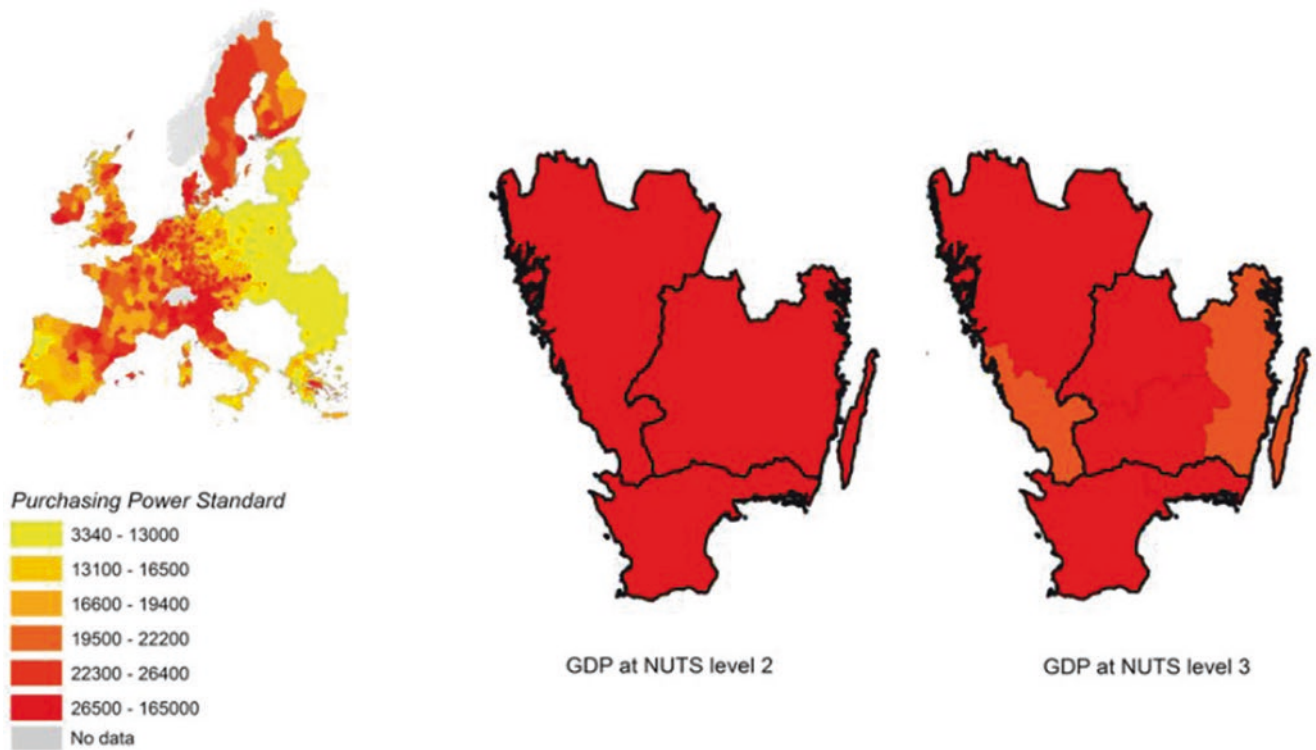 Purchasing Power Standard
3340 - 13000
13100 - 16500
16600 - 19400
19500 - 22200
22300 - 26400
26500 - 165000
No data
GDP at NUTS level 2
GDP at NUTS level 3